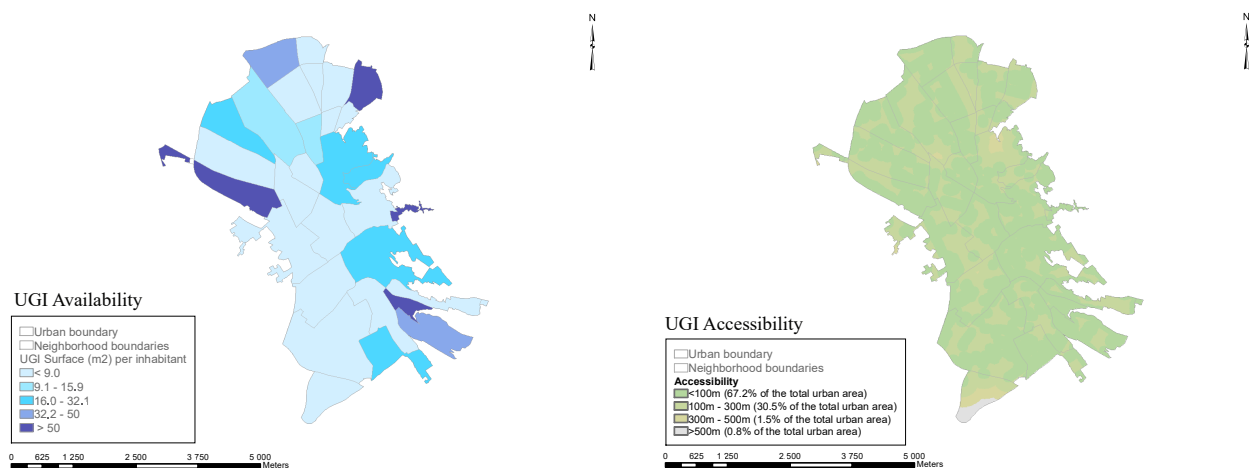 N
UGI Availability
Urban boundary
Neighborhood boundaries
UGI Surface (m2) per inhabitant
< 9.0
9.1 - 15.9
16.0 - 32.1
32.2 - 50
> 50
0 625 1 250 2 500 3 750 5 000
Meters
N
UGI Accessibility
Urban boundary
Neighborhood boundaries
Accessibility
<100m (67.2% of the total urban area)
100m - 300m (30.5% of the total urban area)
300m - 500m (1.5% of the total urban area)
>500m (0.8% of the total urban area)
0 625 1 250 2 500 3 750 5 000
Meters